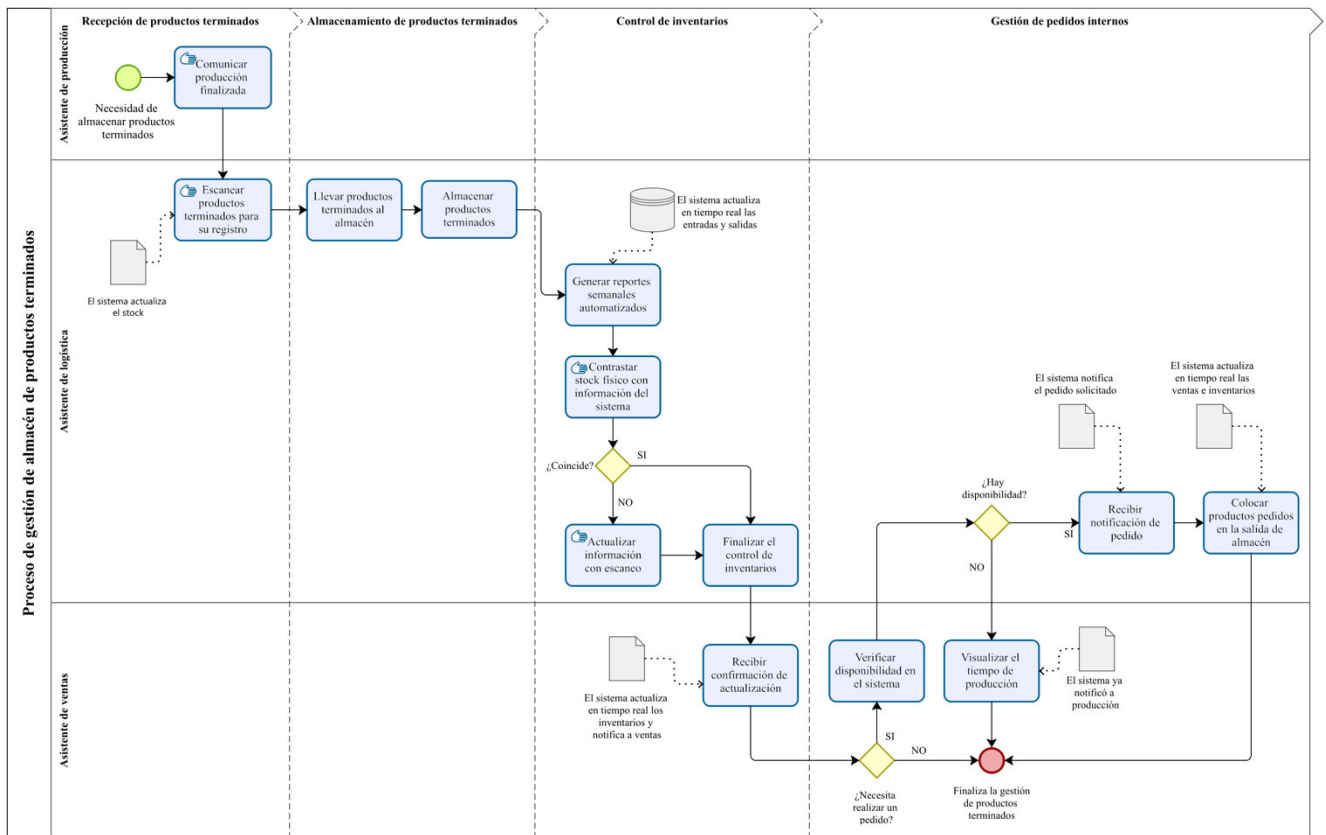 Proceso de gestión de almacén de productos terminados
Recepción de productos terminados
Almacenamiento de productos terminados
Control de inventarios
Gestión de pedidos internos
Asistente de producción
Comunicar
producción
finalizada
Necesidad de
almacenar productos
terminados
Asistente de logística
Escanear
productos
terminados para
su registro
El sistema actualiza
el stock
Llevar productos
terminados al
almacén
Almacenar
productos
terminados
El sistema actualiza
en tiempo real las
entradas y salidas
Generar reportes
semanales
automatizados
Contrastar
stock físico con
información del
sistema
¿Coincide?
SI
NO
Actualizar
información
con escaneo
Finalizar el
control de
inventarios
El sistema notifica
el pedido solicitado
El sistema actualiza
en tiempo real las
ventas e inventarios
¿Hay
disponibilidad?
SI
NO
Recibir
notificación de
pedido
Colocar
productos pedidos
en la salida de
almacén
Asistente de ventas
El sistema actualiza
en tiempo real los
inventarios y
notifica a ventas
Recibir
confirmación de
actualización
Verificar
disponibilidad en
el sistema
Visualizar el
tiempo de
producción
El sistema ya
notificó a
producción
SI
NO
¿Necesita
realizar un
pedido?
Finaliza la gestión
de productos
terminados